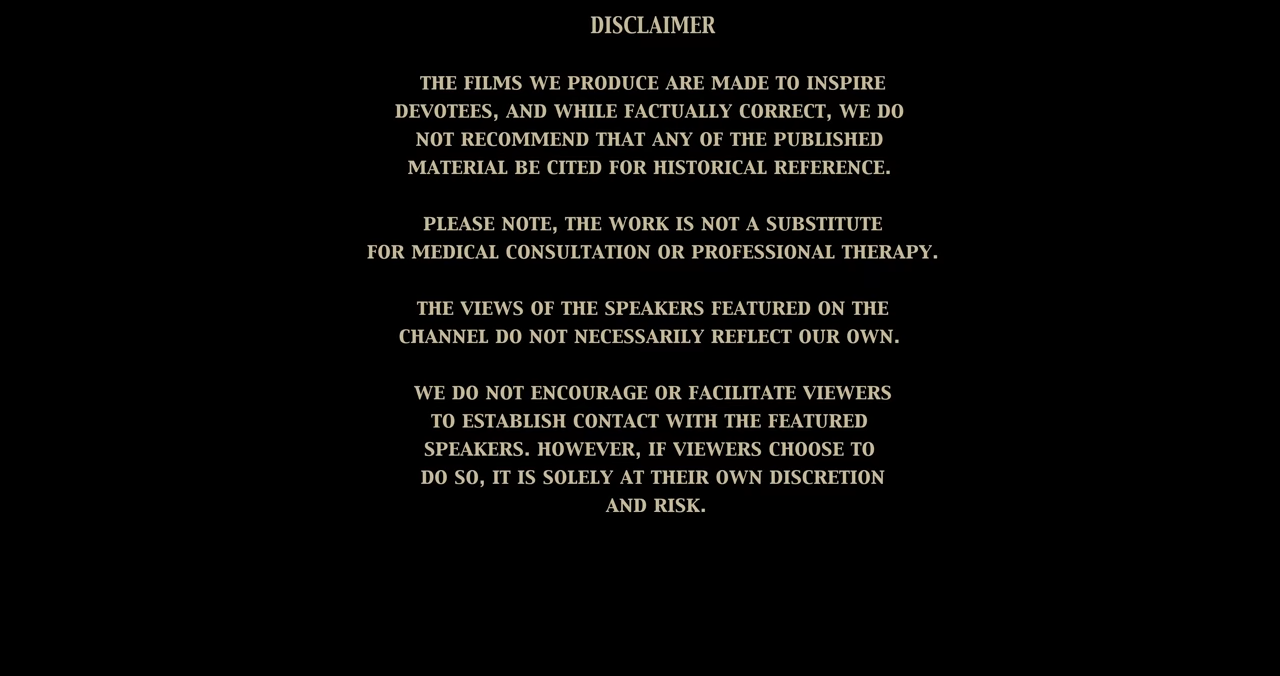 DISCLAIMER
THE FILMS WE PRODUCE ARE MADE TO INSPIRE
DEVOTEES, AND WHILE FACTUALLY CORRECT, WE DO
NOT RECOMMEND THAT ANY OF THE PUBLISHED
MATERIAL BE CITED FOR HISTORICAL REFERENCE.
PLEASE NOTE, THE WORK IS NOT A SUBSTITUTE
FOR MEDICAL CONSULTATION OR PROFESSIONAL THERAPY.
THE VIEWS OF THE SPEAKERS FEATURED ON THE
CHANNEL DO NOT NECESSARILY REFLECT OUR OWN.
WE DO NOT ENCOURAGE OR FACILITATE VIEWERS
TO ESTABLISH CONTACT WITH THE FEATURED
SPEAKERS. HOWEVER, IF VIEWERS CHOOSE TO
DO SO, IT IS SOLELY AT THEIR OWN DISCRETION
AND RISK.